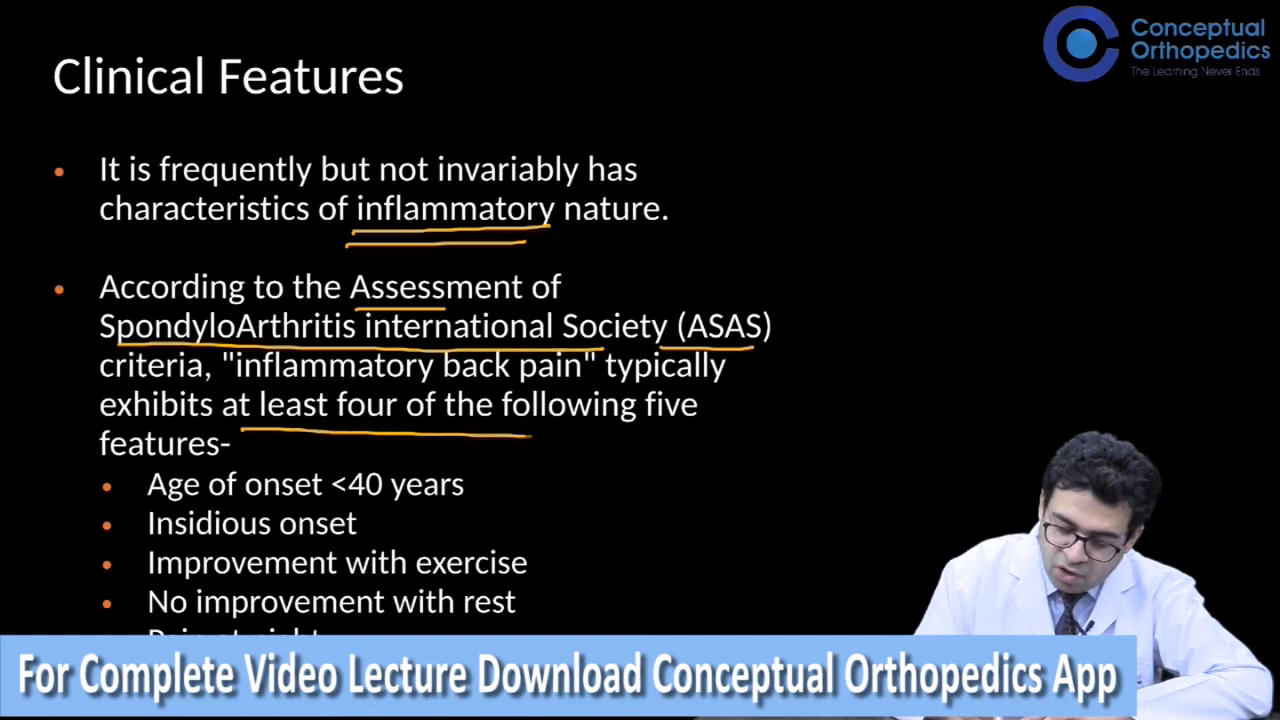 Conceptual
Orthopedics
The Learning Never Ends
Clinical Features
• It is frequently but not invariably has
characteristics of inflammatory nature.
• According to the Assessment of
SpondyloArthritis international Society (ASAS)
criteria, "inflammatory back pain" typically
exhibits at least four of the following five
features-
• Age of onset <40 years
• Insidious onset
• Improvement with exercise
• No improvement with rest
Pain at night
For Complete Video Lecture Download Conceptual Orthopedics App